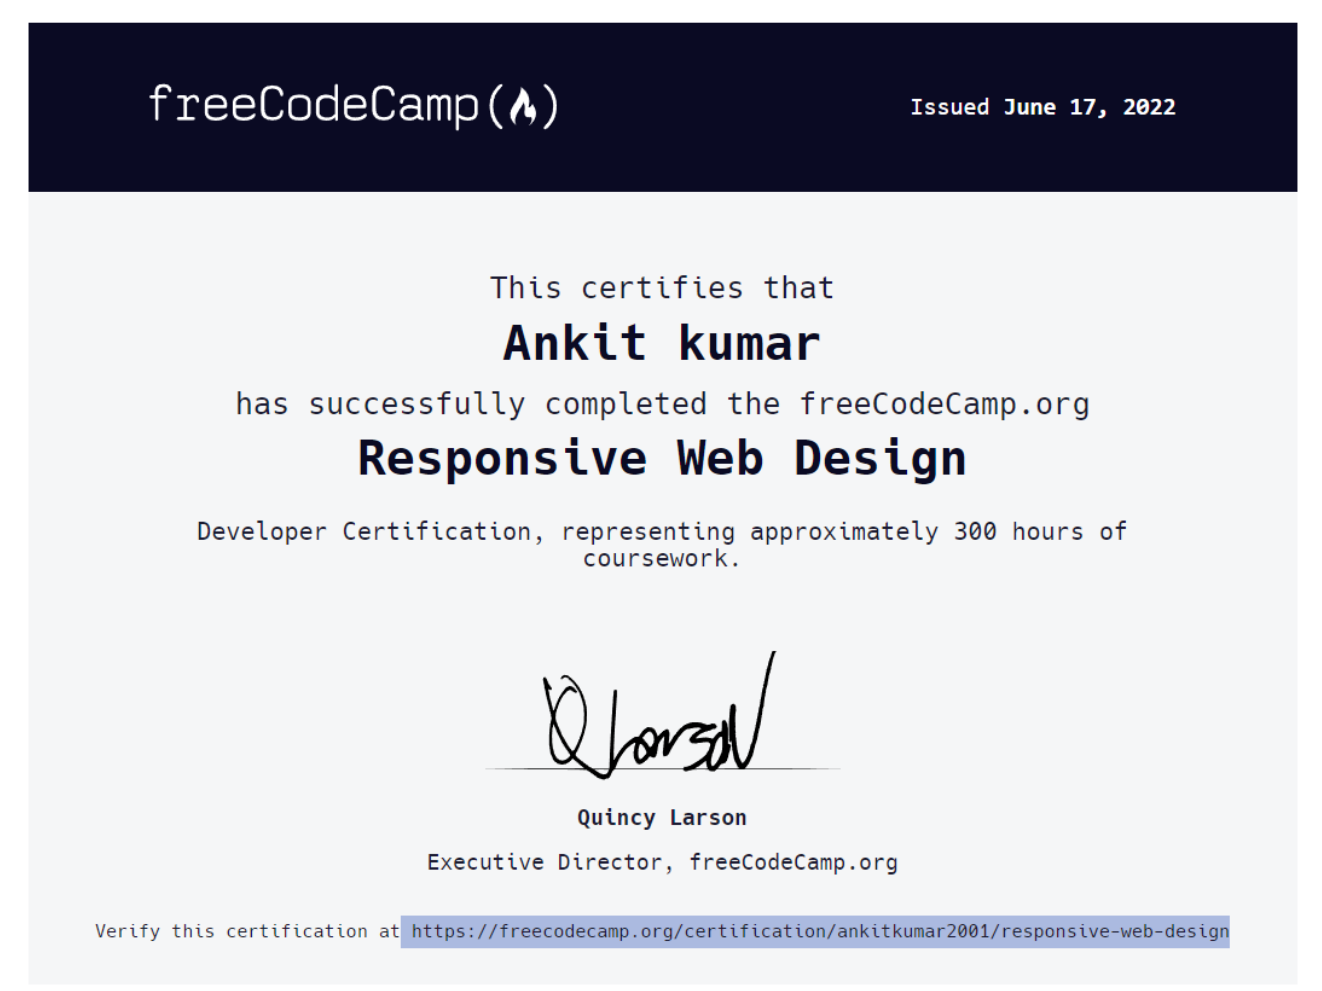 freeCodeCamp(🔥)
Issued June 17, 2022
This certifies that
Ankit kumar
has successfully completed the freeCodeCamp.org
Responsive Web Design
Developer Certification, representing approximately 300 hours of
coursework.
Q Larson
Quincy Larson
Executive Director, freeCodeCamp.org
Verify this certification at https://freecodecamp.org/certification/ankitkumar2001/responsive-web-design